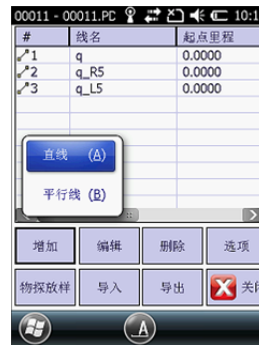 00011 - 00011.PD 10:1
# 线名 起点里程
1 q 0.0000
2 q_R5 0.0000
3 q_L5 0.0000
直线 (A)
平行线 (B)
增加 编辑 删除 选项
物探放样 导入 导出 关闭
A